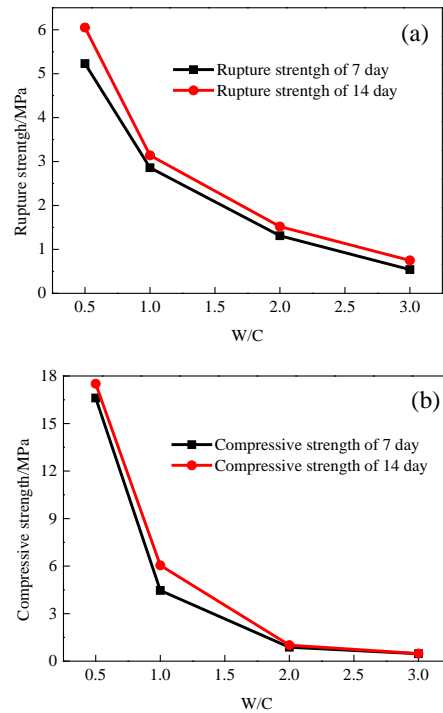 (a)
Rupture strentgh of 7 day
Rupture strentgh of 14 day
Rupture strentgh/MPa
6
5
4
3
2
1
0
0.5 1.0 1.5 2.0 2.5 3.0
W/C
(b)
Compressive strength of 7 day
Compressive strength of 14 day
Compressive strength/MPa
18
15
12
9
6
3
0
0.5 1.0 1.5 2.0 2.5 3.0
W/C